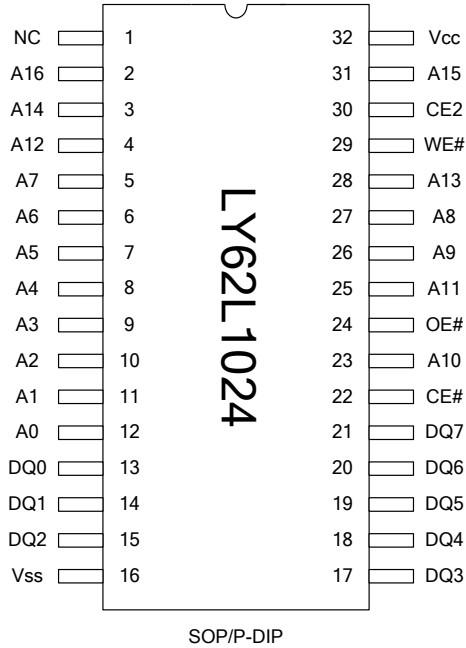 NC 1 32 Vcc
A16 2 31 A15
A14 3 30 CE2
A12 4 29 WE#
A7 5 28 A13
A6 6 27 A8
A5 7 26 A9
A4 8 25 A11
A3 9 24 OE#
A2 10 23 A10
A1 11 22 CE#
A0 12 21 DQ7
DQ0 13 20 DQ6
DQ1 14 19 DQ5
DQ2 15 18 DQ4
Vss 16 17 DQ3
LY62L1024
SOP/P-DIP